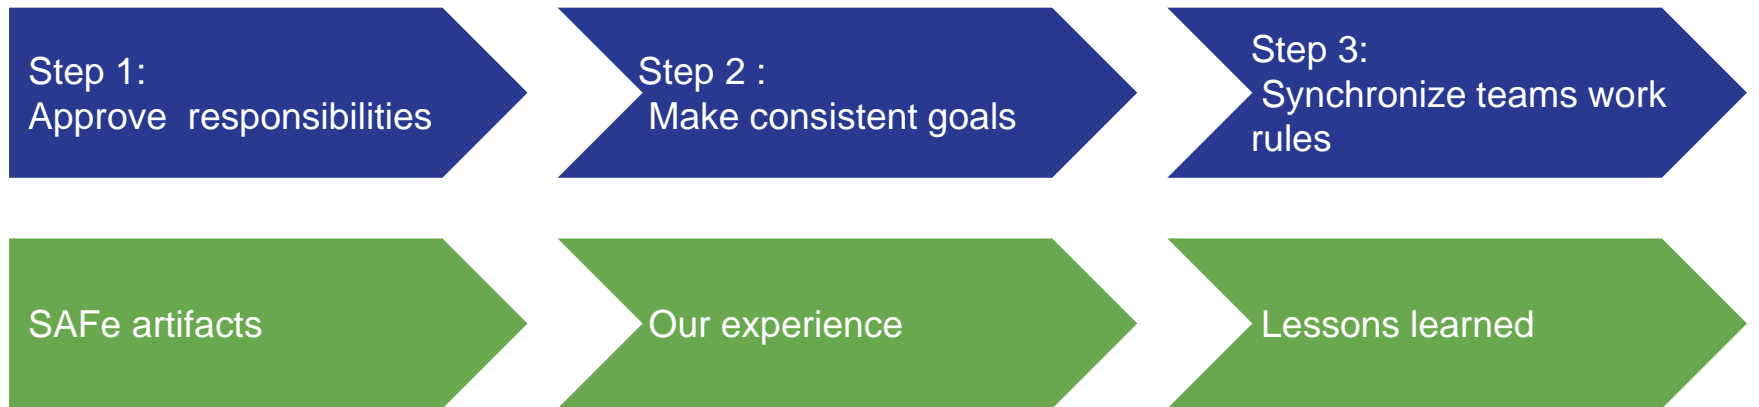 Step 1:
Approve  responsibilities
Step 2 :
Make consistent goals
Step 3:
Synchronize teams work
rules
SAFe artifacts
Our experience
Lessons learned